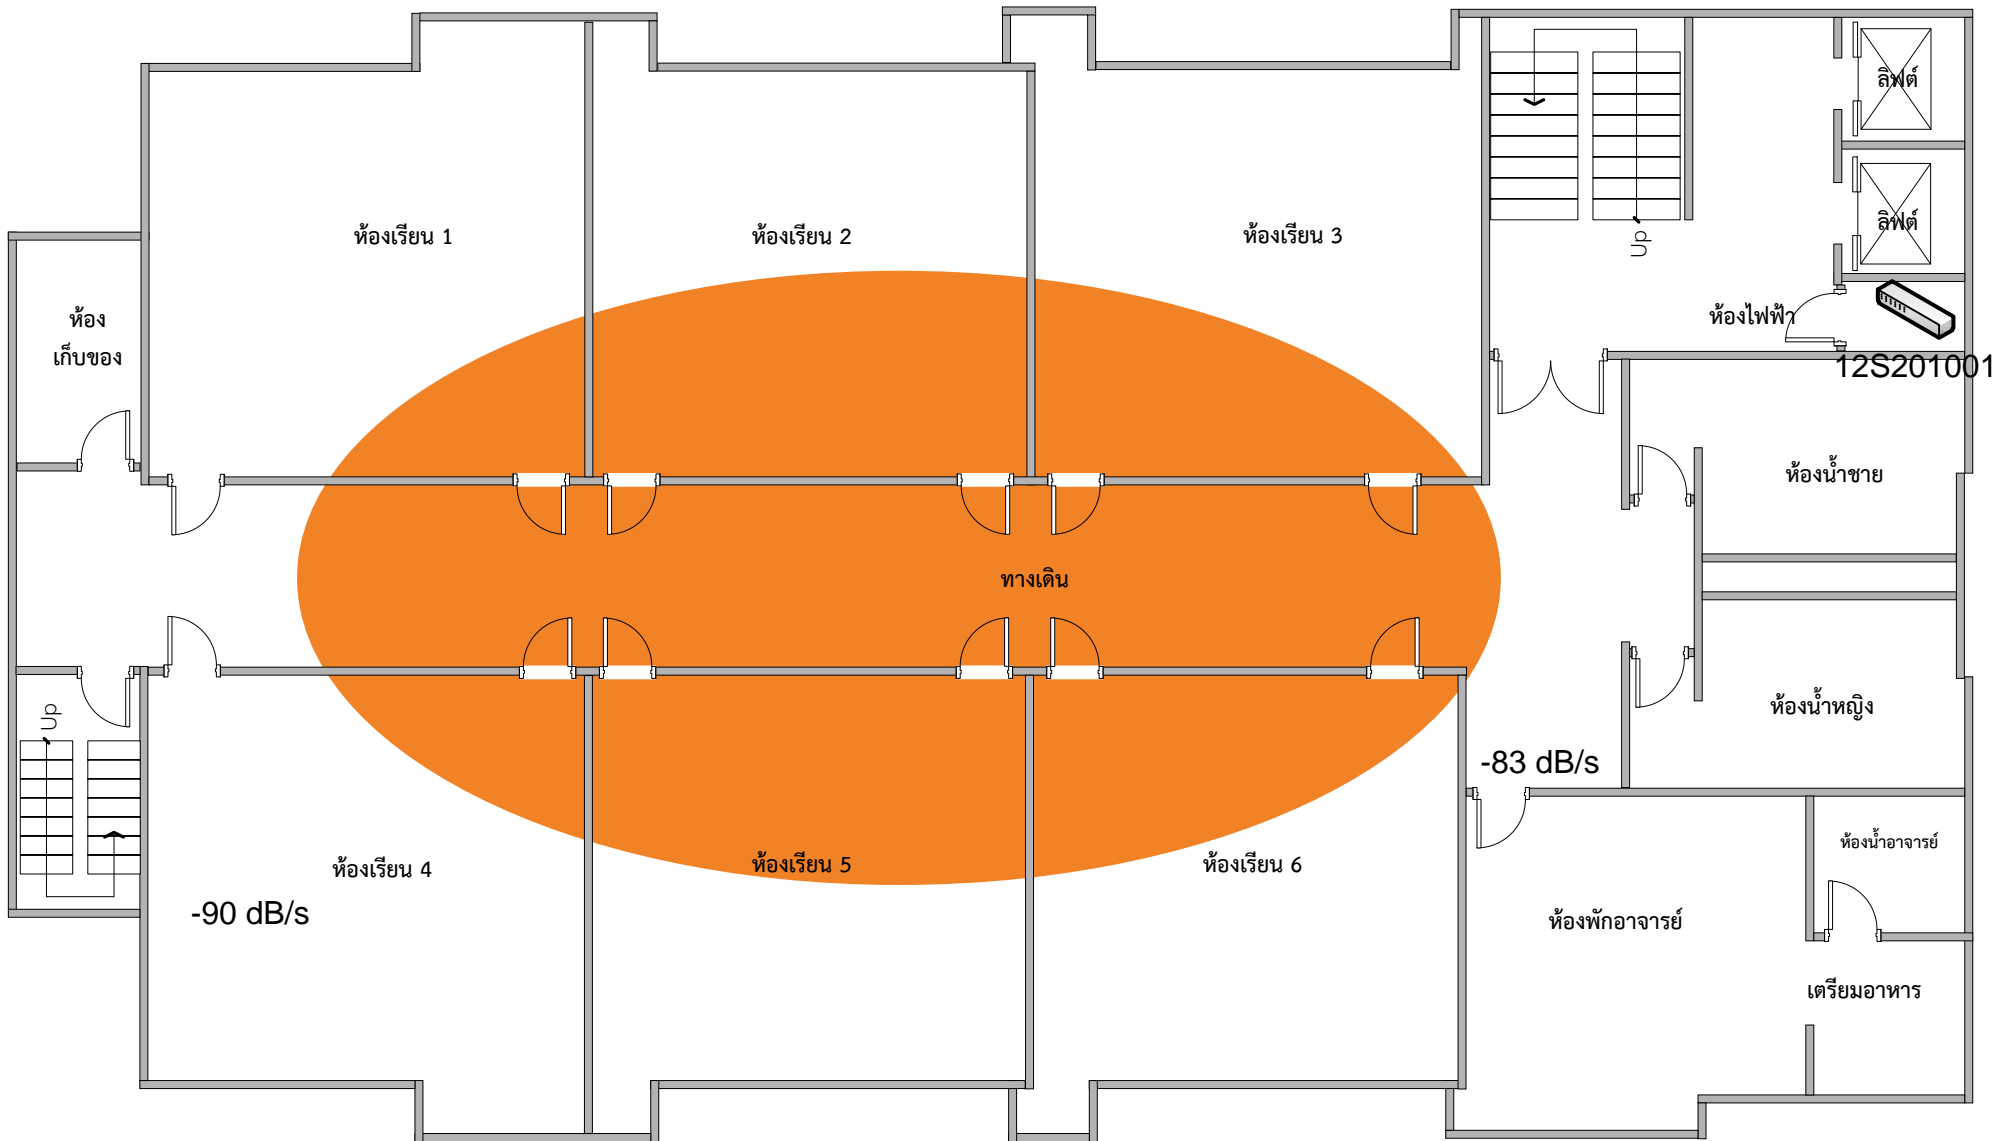 ลิฟต์
ลิฟต์
Up
ห้องเรียน 1
ห้องเรียน 2
ห้องเรียน 3
ห้อง
เก็บของ
ห้องไฟฟ้า
12S201001
ห้องน้ำชาย
ทางเดิน
ห้องน้ำหญิง
Up
-83 dB/s
ห้องน้ำอาจารย์
ห้องเรียน 4
ห้องเรียน 5
ห้องเรียน 6
-90 dB/s
ห้องพักอาจารย์
เตรียมอาหาร